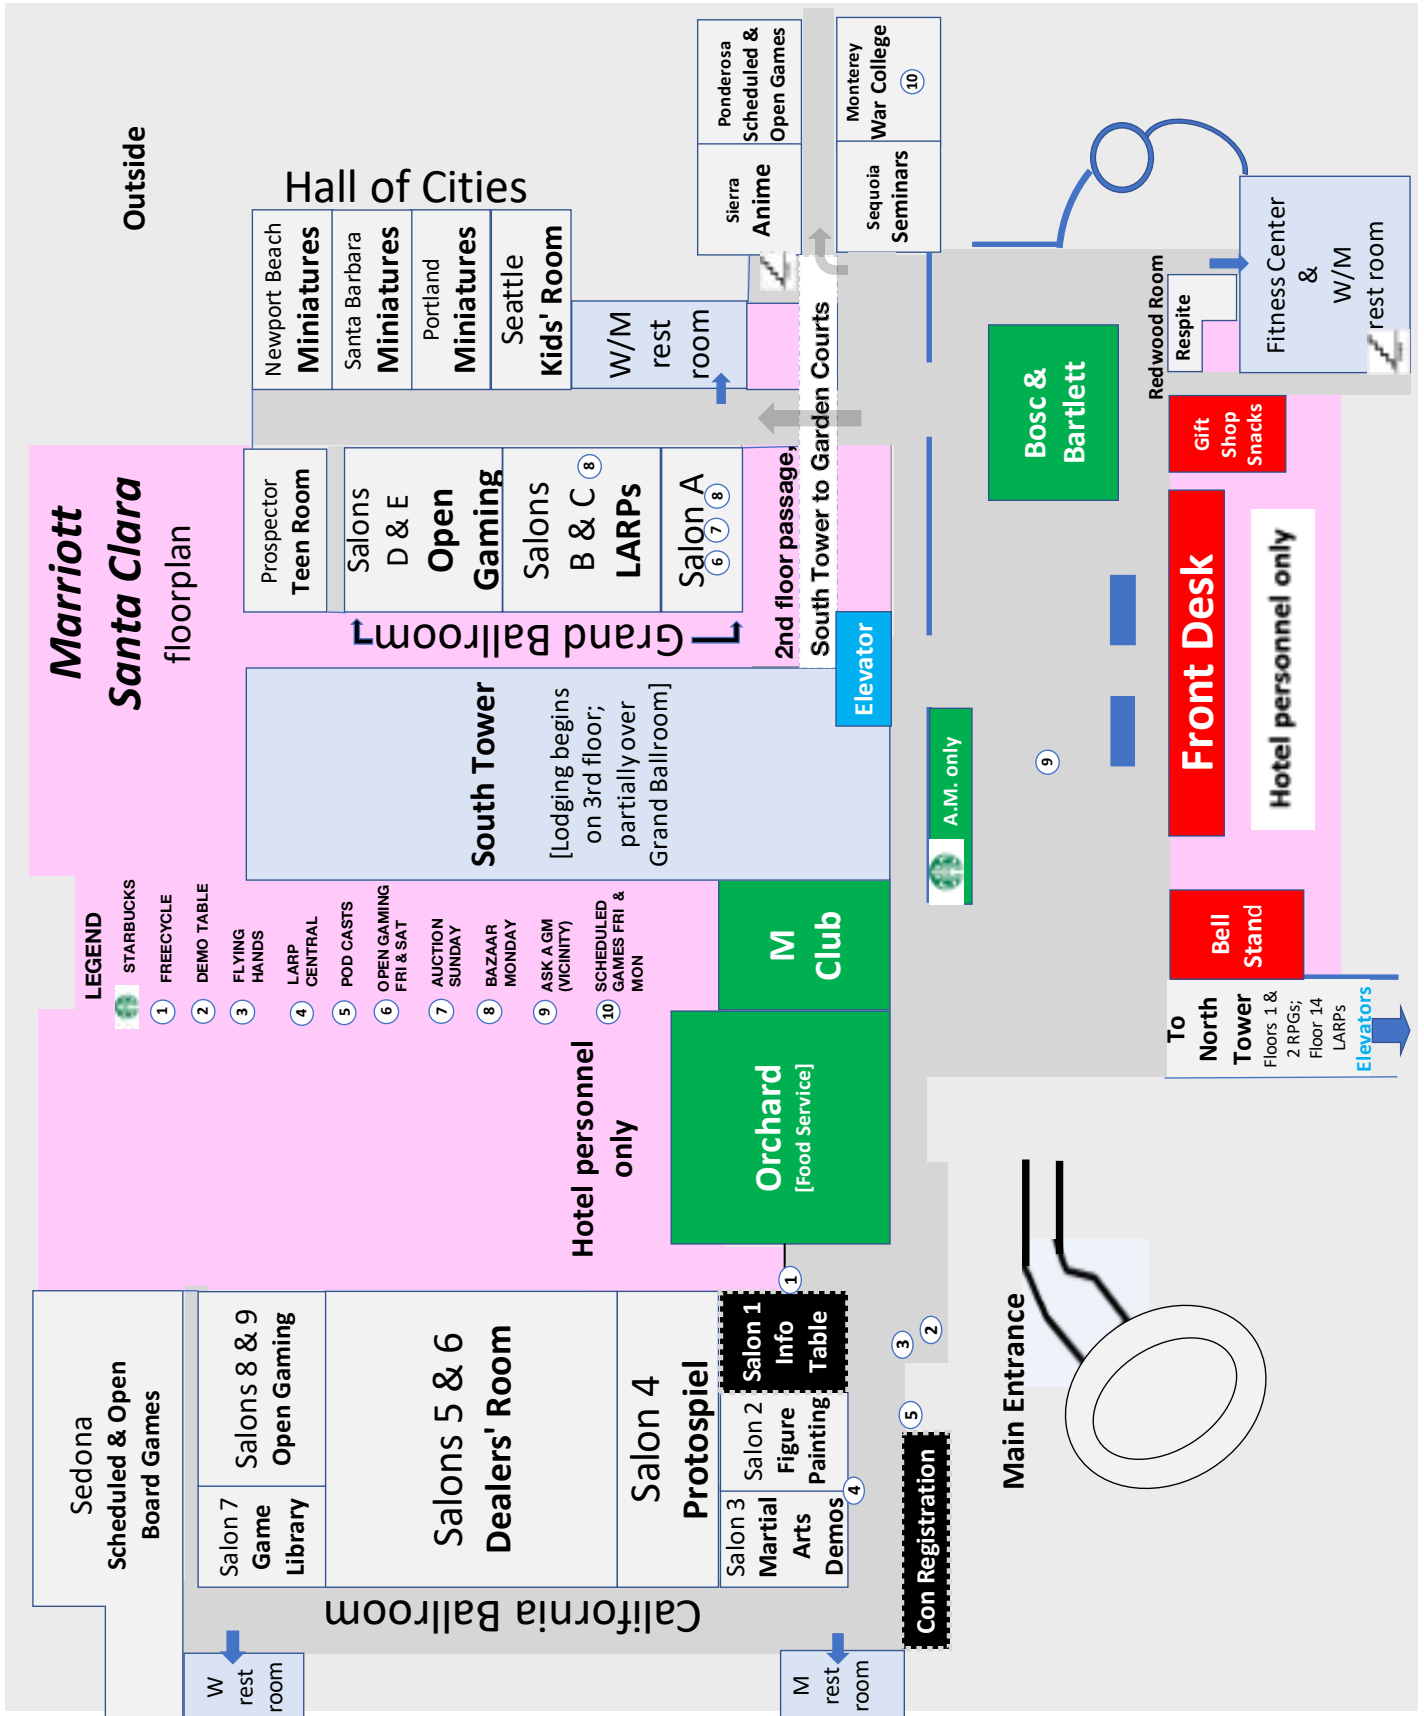 Marriott
Santa Clara
floorplan
Outside
LEGEND
STARBUCKS
1 FREECYCLE
2 DEMO TABLE
3 FLYING
HANDS
4 LARP
CENTRAL
5 POD CASTS
6 OPEN GAMING
FRI & SAT
7 AUCTION
SUNDAY
8 BAZAAR
MONDAY
9 ASK A GM
(VICINITY)
10 SCHEDULED
GAMES FRI &
MON
Sedona
Scheduled & Open
Board Games
W
rest
room
Salon 7
Game
Library
Salons 8 & 9
Open Gaming
Salons 5 & 6
Dealers' Room
Salon 4
Protospiel
Salon 3
Martial
Arts
Demos
4
Salon 2
Figure
Painting
Salon 1
Info
Table
1
California Ballroom
M
rest
room
Con Registration
5
3
2
Hotel personnel
only
Orchard
[Food Service]
M
Club
South Tower
[Lodging begins
on 3rd floor;
partially over
Grand Ballroom]
Elevator
Prospector
Teen Room
Salons
D & E
Open
Gaming
Salons
B & C 8
LARPs
Salon A
6 7 8
Grand Ballroom
2nd floor passage,
South Tower to Garden Courts
Hall of Cities
Newport Beach
Miniatures
Santa Barbara
Miniatures
Portland
Miniatures
Seattle
Kids' Room
W/M
rest
room
Sierra
Anime
Ponderosa
Scheduled &
Open Games
Sequoia
Seminars
Monterey
War College
10
A.M. only
9
Bosc &
Bartlett
Main Entrance
To
North
Tower
Floors 1 &
2 RPGs;
Floor 14
LARPs
Elevators
Bell
Stand
Front Desk
Hotel personnel only
Gift
Shop
Snacks
Redwood Room
Respite
Fitness Center
&
W/M
rest room